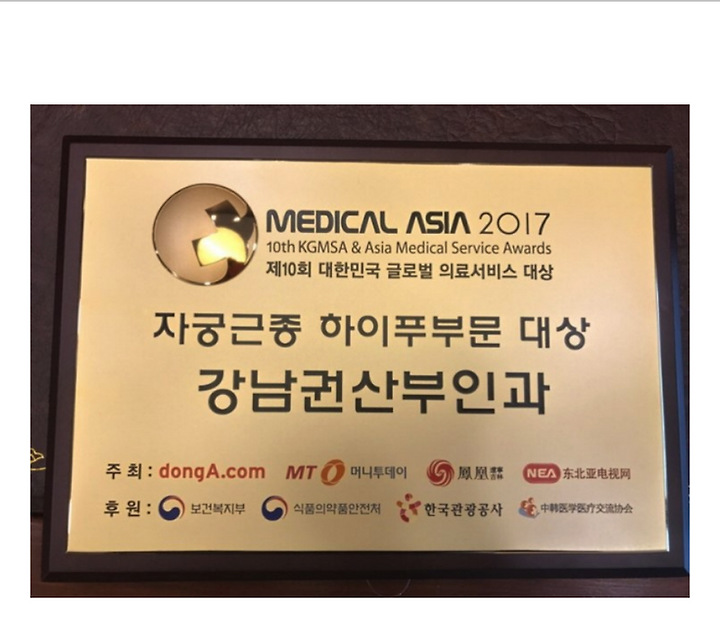 MEDICAL ASIA 2017
10th KGMSA & Asia Medical Service Awards
제10회 대한민국 글로벌 의료서비스 대상
자궁근종 하이푸부문 대상
강남권산부인과
주최 : dongA.com MT 머니투데이 鳳凰 NEA 东北亚电视网
후원 : 보건복지부 식품의약품안전처 한국관광공사 中韩医学医疗交流协会